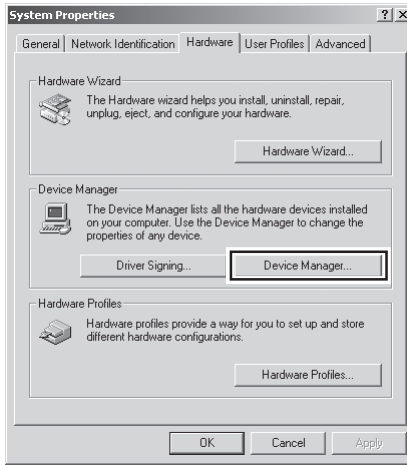 System Properties
General
Network Identification
Hardware
User Profiles
Advanced
Hardware Wizard
The Hardware wizard helps you install, uninstall, repair,
unplug, eject, and configure your hardware.
Hardware Wizard...
Device Manager
The Device Manager lists all the hardware devices installed
on your computer. Use the Device Manager to change the
properties of any device.
Driver Signing...
Device Manager...
Hardware Profiles
Hardware profiles provide a way for you to set up and store
different hardware configurations.
Hardware Profiles...
OK
Cancel
Apply